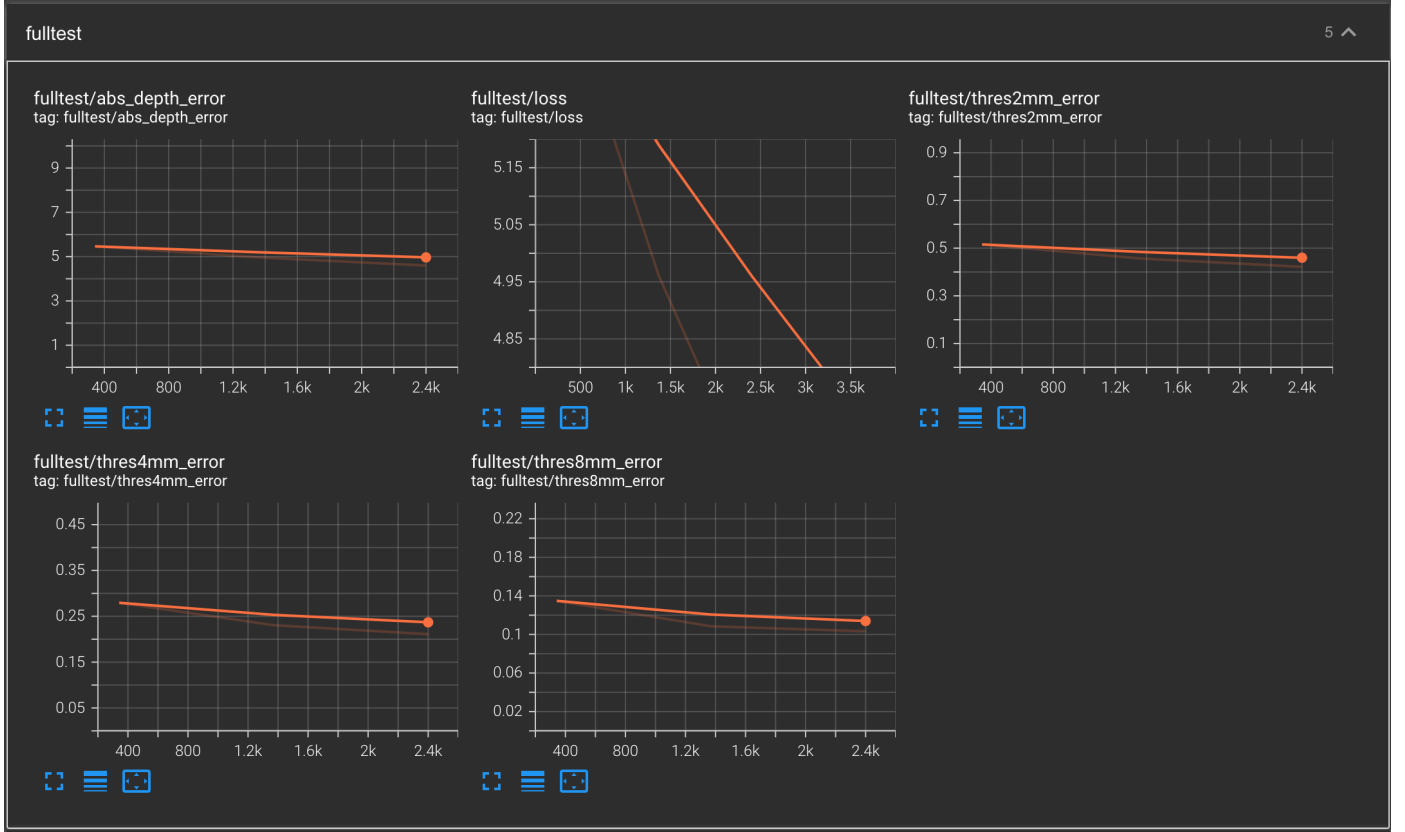 fulltest
5
fulltest/abs_depth_error
tag: fulltest/abs_depth_error
9
7
5
3
1
400 800 1.2k 1.6k 2k 2.4k
fulltest/loss
tag: fulltest/loss
5.15
5.05
4.95
4.85
500 1k 1.5k 2k 2.5k 3k 3.5k
fulltest/thres2mm_error
tag: fulltest/thres2mm_error
0.9
0.7
0.5
0.3
0.1
400 800 1.2k 1.6k 2k 2.4k
fulltest/thres4mm_error
tag: fulltest/thres4mm_error
0.45
0.35
0.25
0.15
0.05
400 800 1.2k 1.6k 2k 2.4k
fulltest/thres8mm_error
tag: fulltest/thres8mm_error
0.22
0.18
0.14
0.1
0.06
0.02
400 800 1.2k 1.6k 2k 2.4k